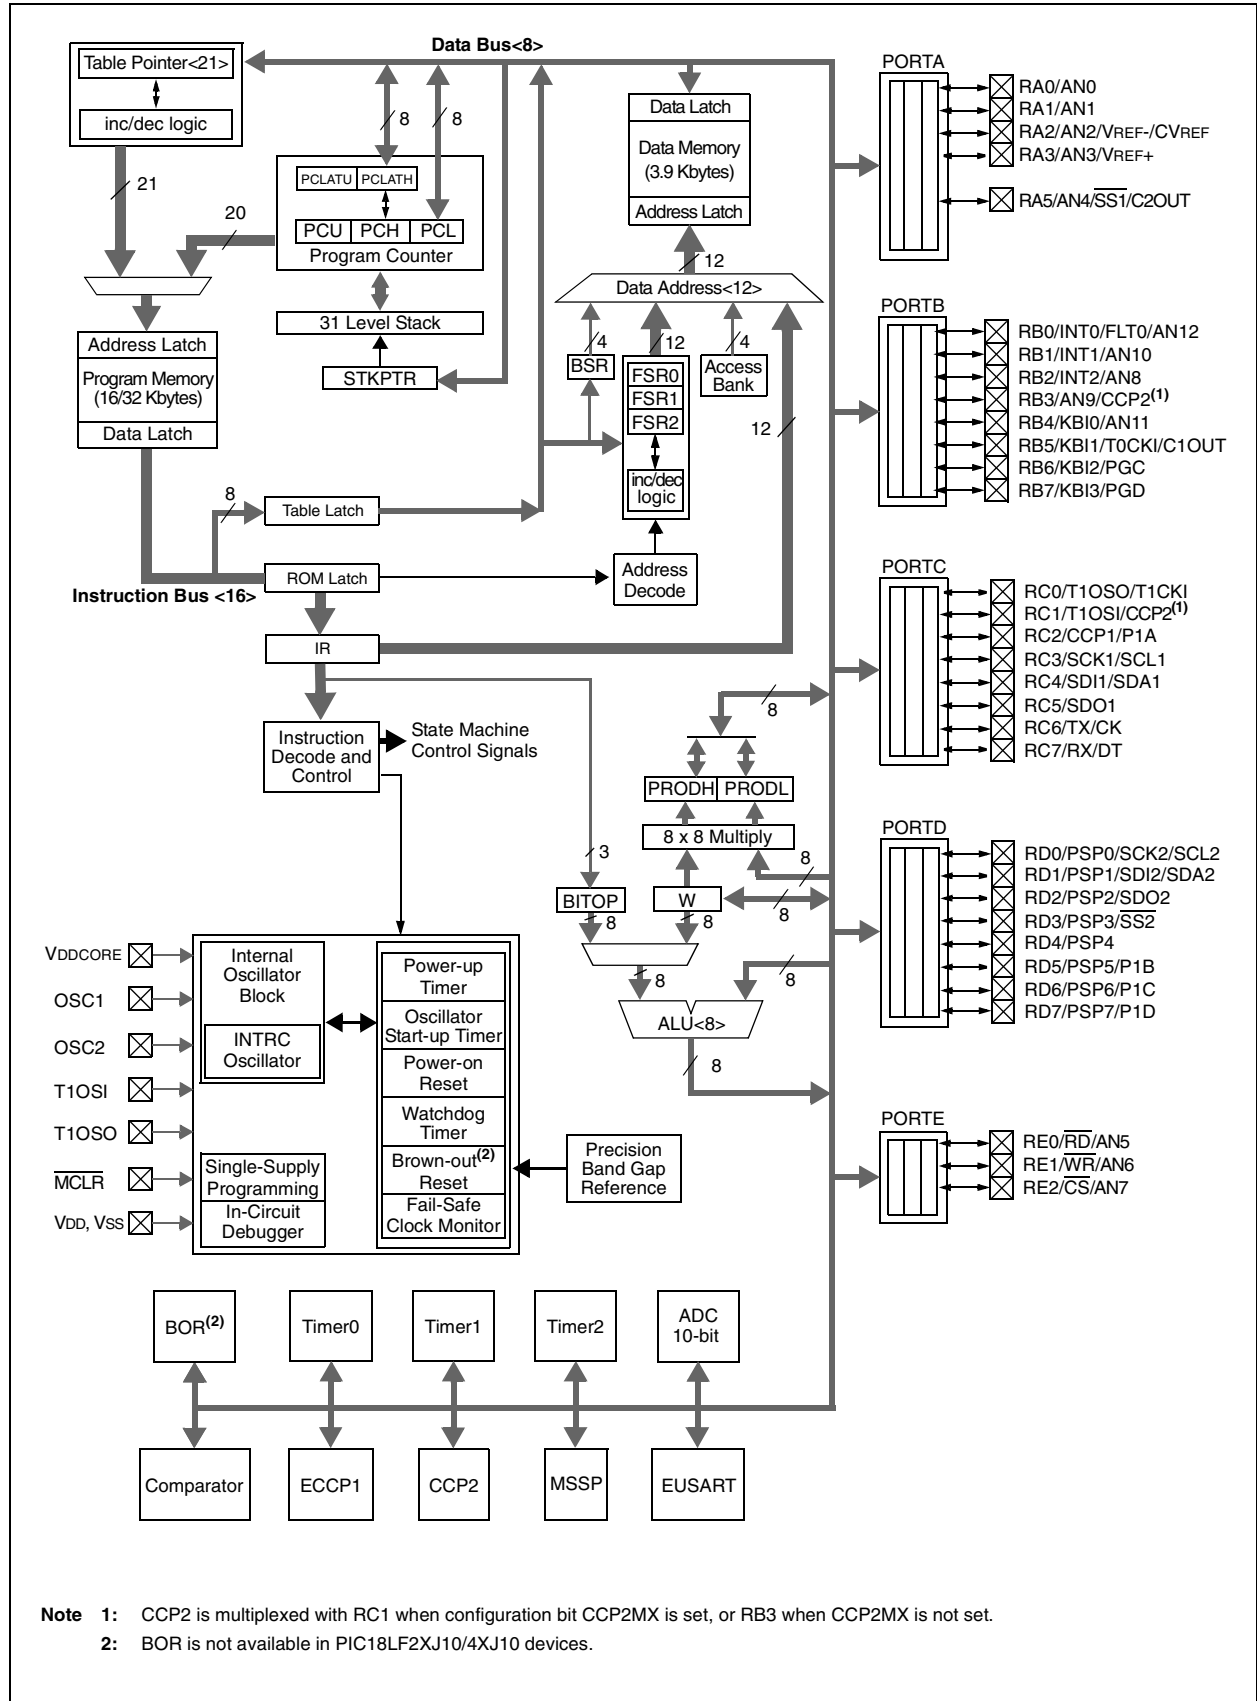 Data Bus<8>
Table Pointer<21>
inc/dec logic
21
20
8
8
PCLATU PCLATH
PCU PCH PCL
Program Counter
31 Level Stack
STKPTR
Data Latch
Data Memory
(3.9 Kbytes)
Address Latch
12
Data Address<12>
4
12
4
BSR
FSR0
FSR1
FSR2
inc/dec
logic
Access
Bank
12
Address Latch
Program Memory
(16/32 Kbytes)
Data Latch
8
Table Latch
ROM Latch
Instruction Bus <16>
IR
Address
Decode
Instruction
Decode and
Control
State Machine
Control Signals
8
PRODH PRODL
8 x 8 Multiply
3
8
BITOP
W
8
8
8
8
8
ALU<8>
8
VDDCORE
OSC1
OSC2
T1OSI
T1OSO
MCLR
VDD, VSS
Internal
Oscillator
Block
INTRC
Oscillator
Single-Supply
Programming
In-Circuit
Debugger
Power-up
Timer
Oscillator
Start-up Timer
Power-on
Reset
Watchdog
Timer
Brown-out(2)
Reset
Fail-Safe
Clock Monitor
Precision
Band Gap
Reference
BOR(2)
Timer0
Timer1
Timer2
ADC
10-bit
Comparator
ECCP1
CCP2
MSSP
EUSART
PORTA
RA0/AN0
RA1/AN1
RA2/AN2/VREF-/CVREF
RA3/AN3/VREF+
RA5/AN4/SS1/C2OUT
PORTB
RB0/INT0/FLT0/AN12
RB1/INT1/AN10
RB2/INT2/AN8
RB3/AN9/CCP2(1)
RB4/KBI0/AN11
RB5/KBI1/T0CKI/C1OUT
RB6/KBI2/PGC
RB7/KBI3/PGD
PORTC
RC0/T1OSO/T1CKI
RC1/T1OSI/CCP2(1)
RC2/CCP1/P1A
RC3/SCK1/SCL1
RC4/SDI1/SDA1
RC5/SDO1
RC6/TX/CK
RC7/RX/DT
PORTD
RD0/PSP0/SCK2/SCL2
RD1/PSP1/SDI2/SDA2
RD2/PSP2/SDO2
RD3/PSP3/SS2
RD4/PSP4
RD5/PSP5/P1B
RD6/PSP6/P1C
RD7/PSP7/P1D
PORTE
RE0/RD/AN5
RE1/WR/AN6
RE2/CS/AN7
Note 1: CCP2 is multiplexed with RC1 when configuration bit CCP2MX is set, or RB3 when CCP2MX is not set.
2: BOR is not available in PIC18LF2XJ10/4XJ10 devices.